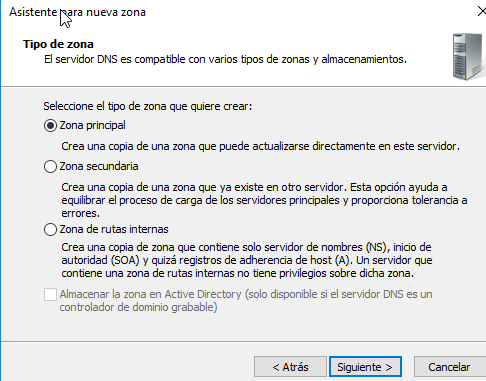 Asistente para nueva zona
Tipo de zona
El servidor DNS es compatible con varios tipos de zonas y almacenamientos.
Seleccione el tipo de zona que quiere crear:
Zona principal
Crea una copia de una zona que puede actualizarse directamente en este servidor.
Zona secundaria
Crea una copia de una zona que ya existe en otro servidor. Esta opción ayuda a
equilibrar el proceso de carga de los servidores principales y proporciona tolerancia a
errores.
Zona de rutas internas
Crea una copia de zona que contiene solo servidor de nombres (NS), inicio de
autoridad (SOA) y quizá registros de adherencia de host (A). Un servidor que
contiene una zona de rutas internas no tiene privilegios sobre dicha zona.
Almacenar la zona en Active Directory (solo disponible si el servidor DNS es un
controlador de dominio grabable)
< Atrás Siguiente > Cancelar